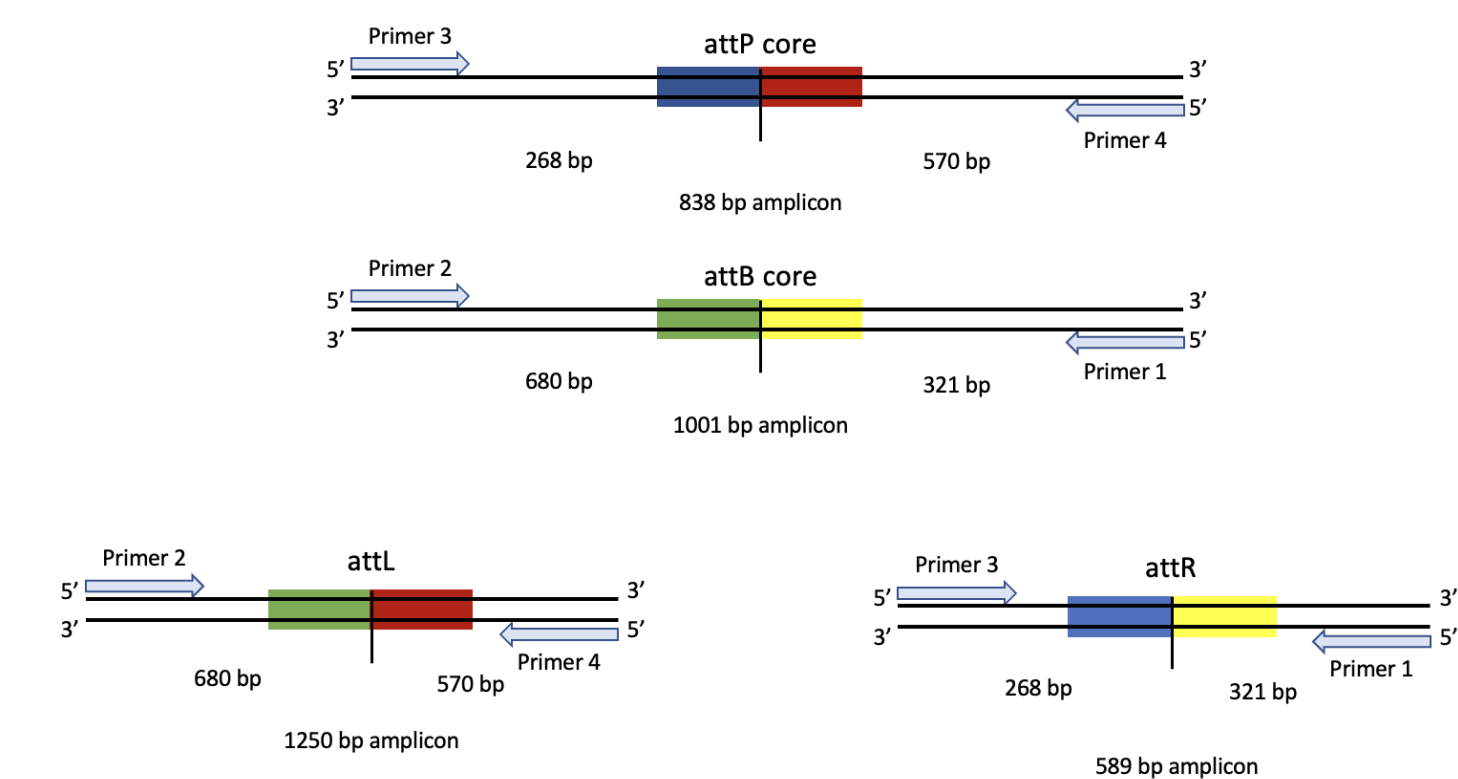 Primer 3
attP core
5’
3’
3’
5’
Primer 4
268 bp
570 bp
838 bp amplicon
Primer 2
attB core
5’
3’
3’
5’
Primer 1
680 bp
321 bp
1001 bp amplicon
Primer 2
attL
5’
3’
3’
5’
Primer 4
680 bp
570 bp
1250 bp amplicon
Primer 3
attR
5’
3’
3’
5’
Primer 1
268 bp
321 bp
589 bp amplicon